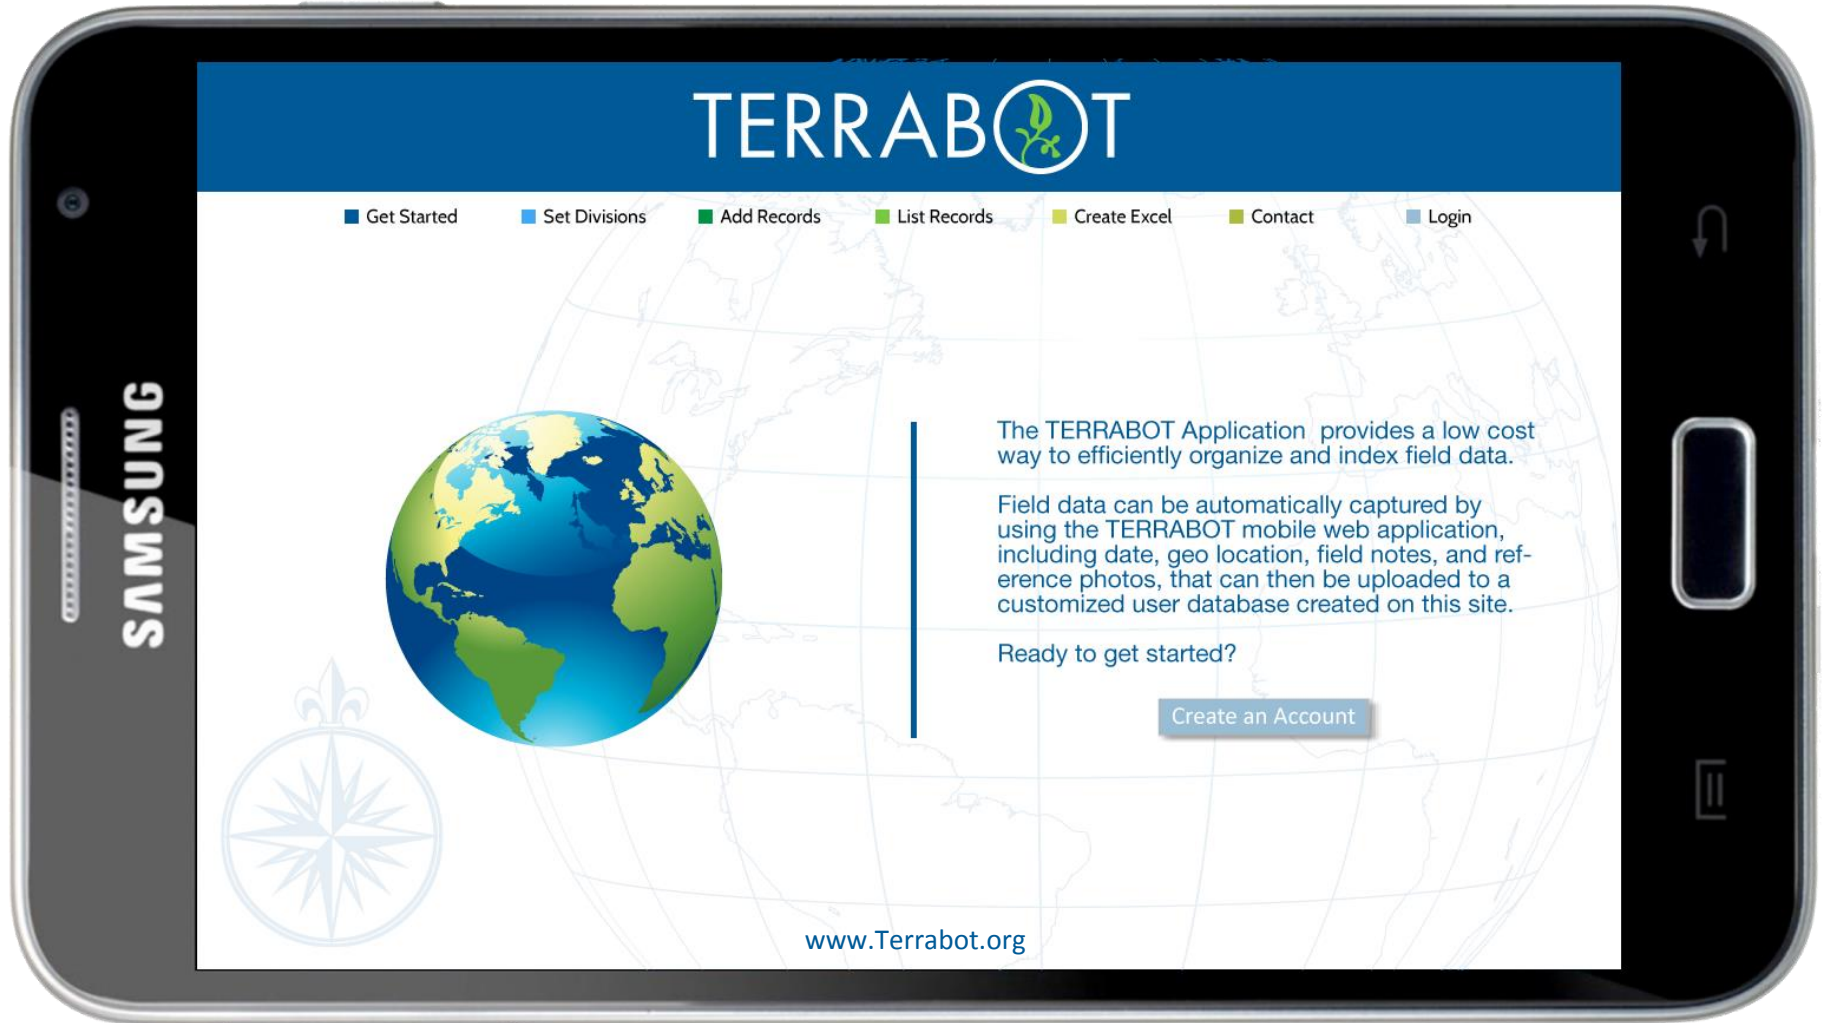 SAMSUNG
TERRABOT
Get Started Set Divisions Add Records List Records Create Excel Contact Login
The TERRABOT Application provides a low cost
way to efficiently organize and index field data.
Field data can be automatically captured by
using the TERRABOT mobile web application,
including date, geo location, field notes, and ref-
erence photos, that can then be uploaded to a
customized user database created on this site.
Ready to get started?
Create an Account
www.Terrabot.org